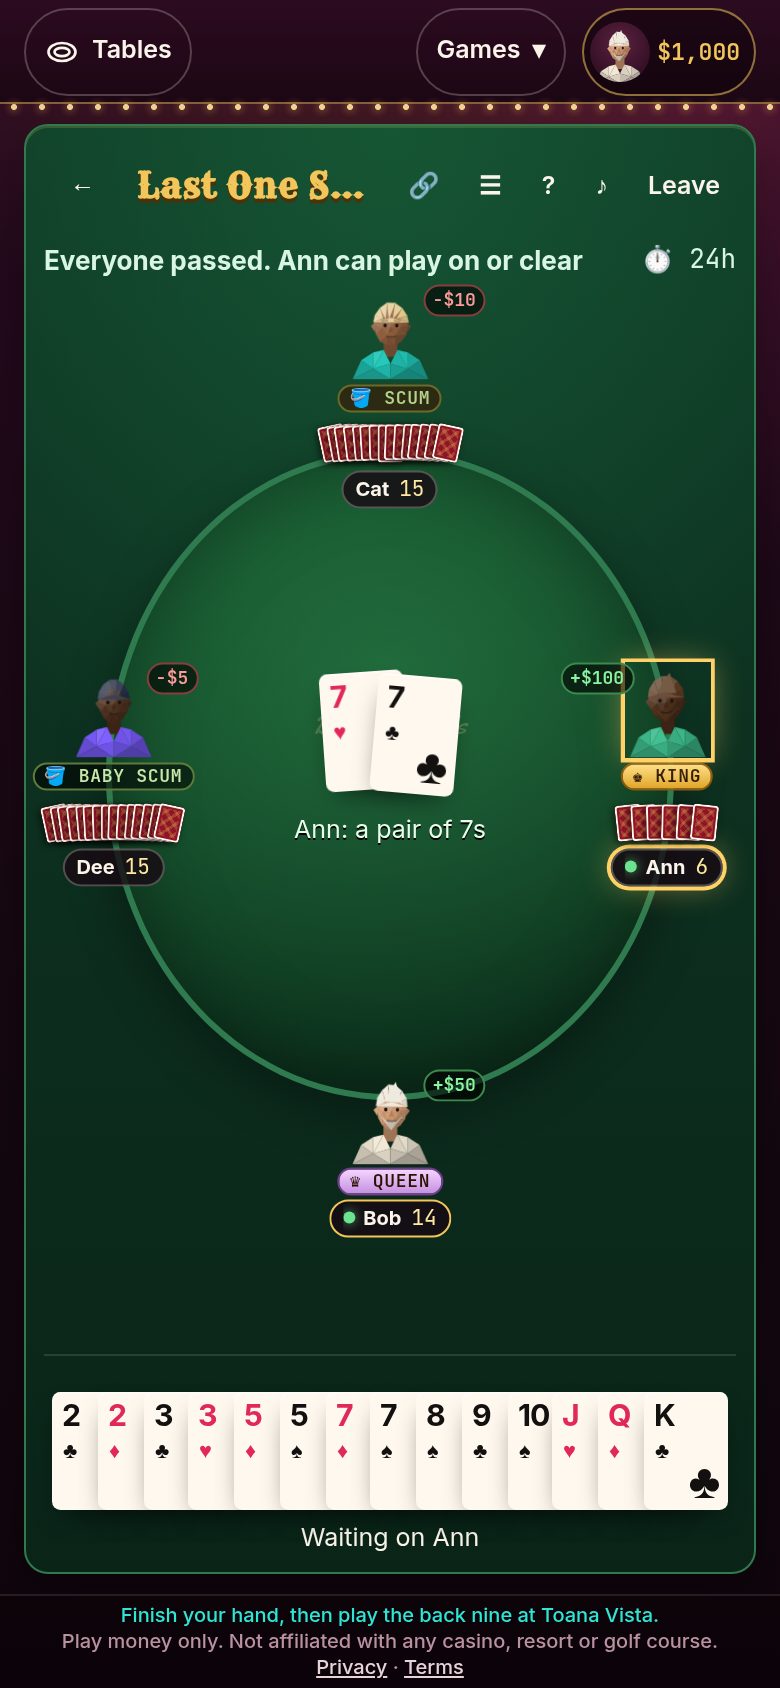 Tables
Games ▼
$1,000
←
Last One S...
☰
?
♪
Leave
Everyone passed. Ann can play on or clear
24h
-$10
SCUM
Cat 15
-$5
BABY SCUM
Dee 15
+$100
♚ KING
Ann 6
7
♥
7
♣
♣
Ann: a pair of 7s
+$50
♛ QUEEN
Bob 14
2 2 3 3 5 5 7 7 8 9 10 J Q K
♣ ♦ ♣ ♥ ♦ ♠ ♦ ♠ ♠ ♣ ♠ ♥ ♦ ♣
♣
Waiting on Ann
Finish your hand, then play the back nine at Toana Vista.
Play money only. Not affiliated with any casino, resort or golf course.
Privacy · Terms